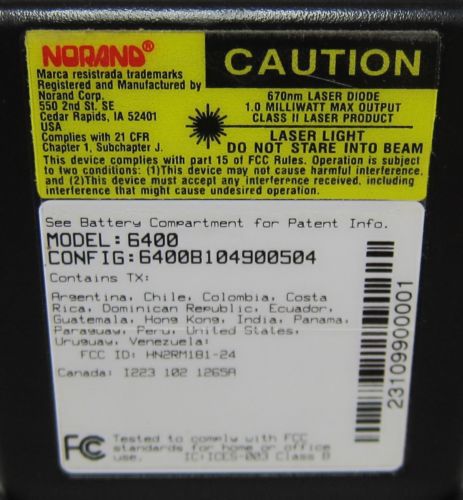 NORAND®
Marca resistrada trademarks
Registered and Manufactured by
Norand Corp.
550 2nd St. SE
Cedar Rapids, IA 52401
USA
Complies with 21 CFR
Chapter 1, Subchapter J.
CAUTION
670nm LASER DIODE
1.0 MILLIWATT MAX OUTPUT
CLASS II LASER PRODUCT
LASER LIGHT
DO NOT STARE INTO BEAM
This device complies with part 15 of FCC Rules. Operation is subject
to two conditions: (1)This device may not cause harmful interference,
and (2)This device must accept any interference received, including
interference that might cause undesired operation.
See Battery Compartment for Patent Info.
MODEL:6400
CONFIG:6400B104900504
Contains TX:
Argentina, Chile, Colombia, Costa
Rica, Dominican Republic, Ecuador,
Guatemala, Hong Kong, India, Panama,
Paraguay, Peru, United States,
Uruguay, Venezuela:
FCC ID: HN2RM181-24
Canada: 1223 102 1265A
FC Tested to comply with FCC
standards for home or office
use. IC:ICES-003 Class B
23109900001